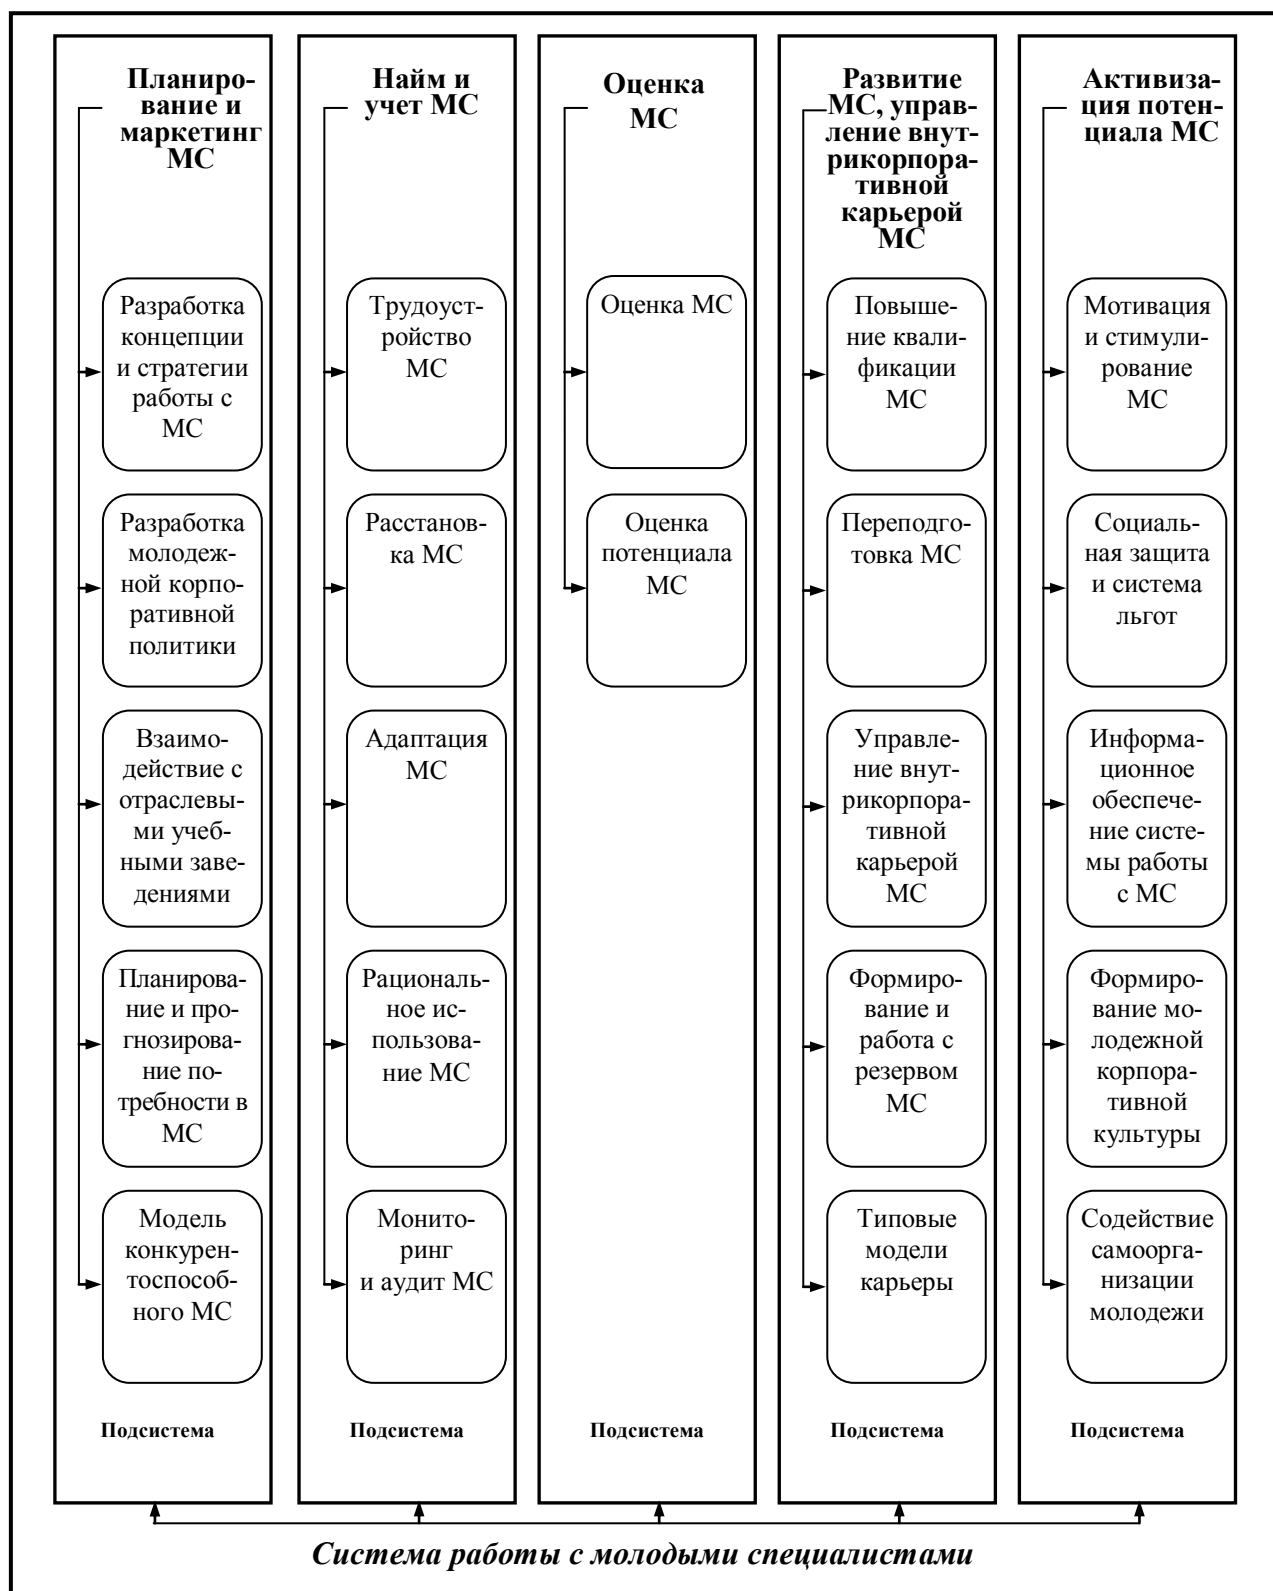 Планиро-
вание и
маркетинг
МС
Разработка
концепции
и стратегии
работы с
МС
Разработка
молодеж-
ной корпо-
ративной
политики
Взаимо-
действие с
отраслевы-
ми учеб-
ными заве-
дениями
Планирова-
ние и про-
гнозирова-
ние по-
требности в
МС
Модель
конкурен-
тоспособ-
ного МС
Подсистема
Найм и
учет МС
Трудоуст-
ройство
МС
Расстанов-
ка МС
Адаптация
МС
Рациональ-
ное ис-
пользова-
ние МС
Монито-
ринг
и аудит МС
Подсистема
Оценка
МС
Оценка МС
Оценка
потенциала
МС
Подсистема
Развитие
МС, управ-
ление внут-
рикорпора-
тивной
карьерой
МС
Повыше-
ние квали-
фикации
МС
Переподго-
товка МС
Управле-
ние внут-
рикорпора-
тивной
карьерой
МС
Формиро-
вание и
работа с
резервом
МС
Типовые
модели
карьеры
Подсистема
Активиза-
ция потен-
циала МС
Мотивация
и стимули-
рование
МС
Социаль-
ная защита
и система
льгот
Информа-
ционное
обеспече-
ние систе-
мы работы
с МС
Формиро-
вание мо-
лодежной
корпора-
тивной
культуры
Содействие
самоорга-
низации
молодежи
Подсистема
Система работы с молодыми специалистами